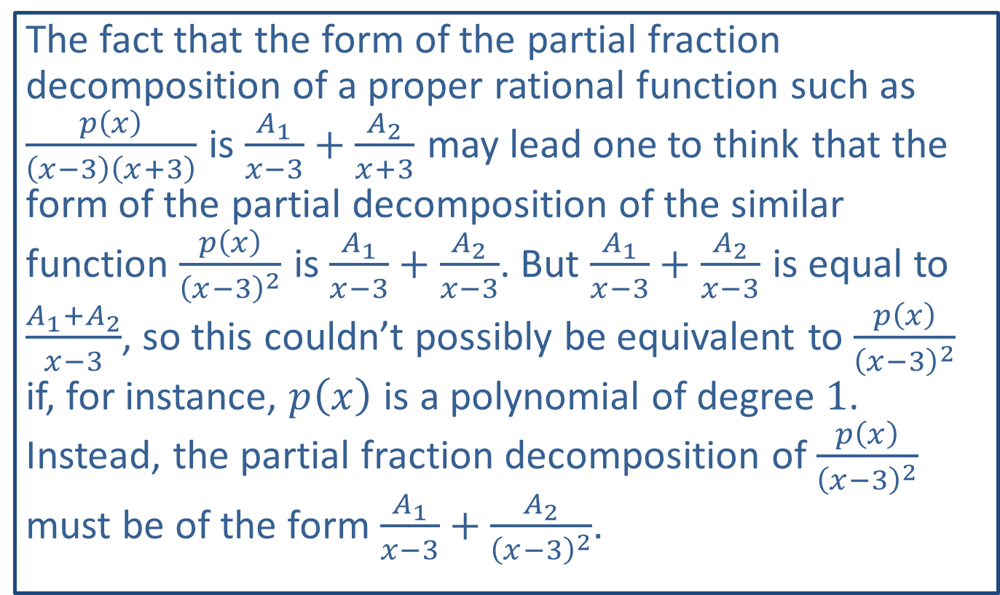 The fact that the form of the partial fraction
decomposition of a proper rational function such as
$\frac{p(x)}{(x-3)(x+3)}$ is $\frac{A_1}{x-3} + \frac{A_2}{x+3}$ may lead one to think that the
form of the partial decomposition of the similar
function $\frac{p(x)}{(x-3)^2}$ is $\frac{A_1}{x-3} + \frac{A_2}{x-3}$. But $\frac{A_1}{x-3} + \frac{A_2}{x-3}$ is equal to
$\frac{A_1+A_2}{x-3}$, so this couldn’t possibly be equivalent to $\frac{p(x)}{(x-3)^2}$
if, for instance, $p(x)$ is a polynomial of degree 1.
Instead, the partial fraction decomposition of $\frac{p(x)}{(x-3)^2}$
must be of the form $\frac{A_1}{x-3} + \frac{A_2}{(x-3)^2}$.